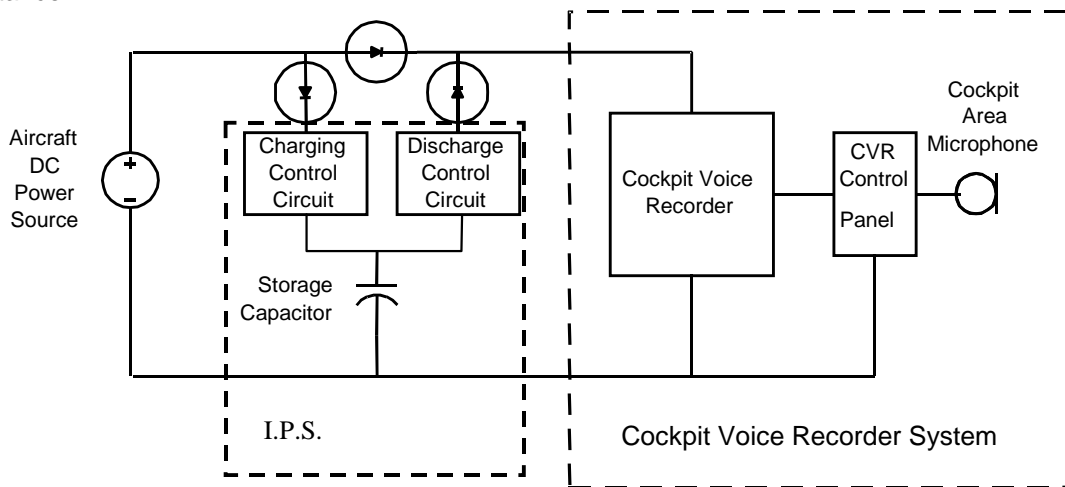 Aircraft
DC
Power
Source
+
-
Charging
Control
Circuit
Discharge
Control
Circuit
Storage
Capacitor
I.P.S.
Cockpit Voice
Recorder
CVR
Control
Panel
Cockpit
Area
Microphone
Cockpit Voice Recorder System